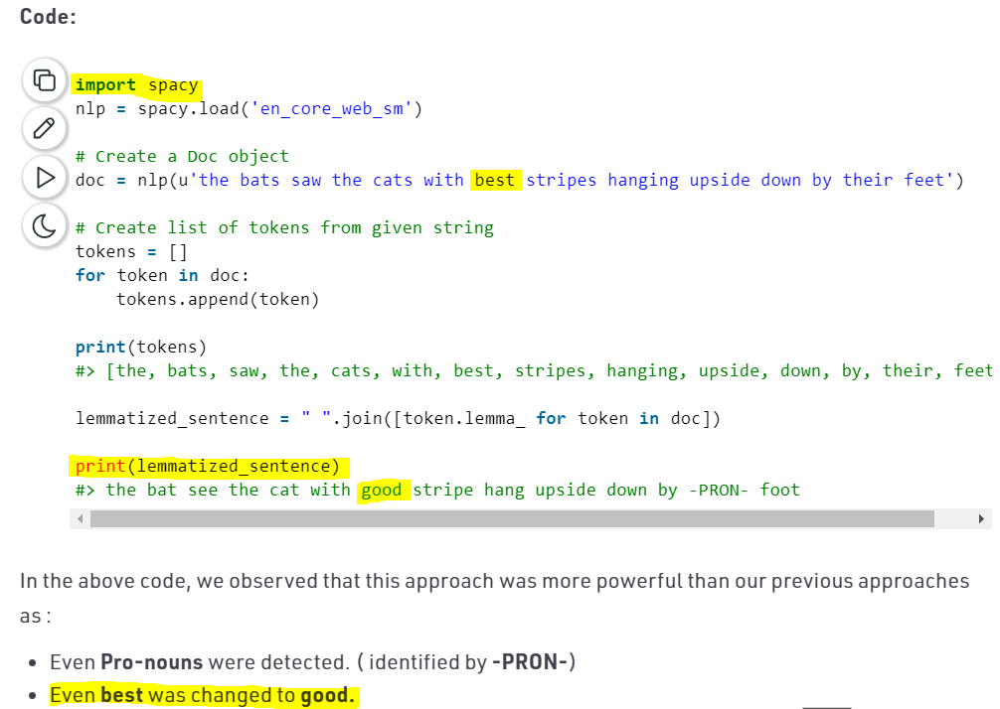 Code:
import spacy
nlp = spacy.load('en_core_web_sm')
# Create a Doc object
doc = nlp(u'the bats saw the cats with best stripes hanging upside down by their feet')
# Create list of tokens from given string
tokens = []
for token in doc:
    tokens.append(token)
print(tokens)
#> [the, bats, saw, the, cats, with, best, stripes, hanging, upside, down, by, their, feet
lemmatized_sentence = " ".join([token.lemma_ for token in doc])
print(lemmatized_sentence)
#> the bat see the cat with good stripe hang upside down by -PRON- foot
In the above code, we observed that this approach was more powerful than our previous approaches
as :
• Even Pro-nouns were detected. ( identified by -PRON-)
• Even best was changed to good.